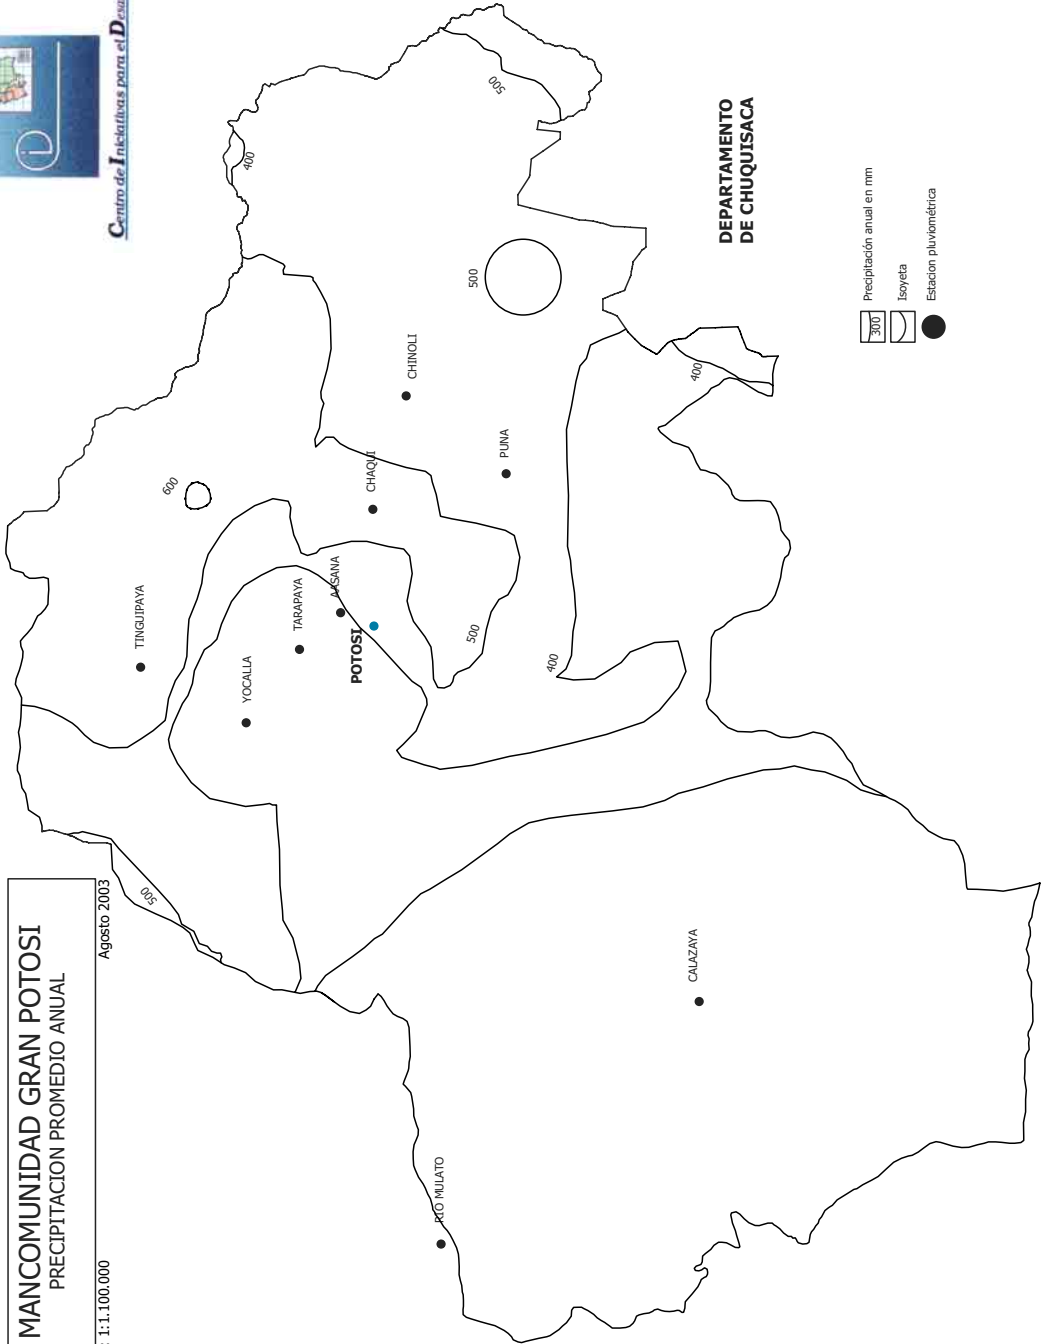 MANCOMUNIDAD GRAN POTOSI
PRECIPITACION PROMEDIO ANUAL
: 1:1.100.000
Agosto 2003
Centro de Iniciativas para el
500
TINGUIPAYA
600
400
500
YOCALLA
TARAPAYA
POTOSI
CHAQUI
CHINOLI
500
RIO MULATO
500
PUNA
400
400
CALAZAYA
DEPARTAMENTO
DE CHUQUISACA
300
Precipitación anual en mm
Isoyeta
Estacion pluviométrica